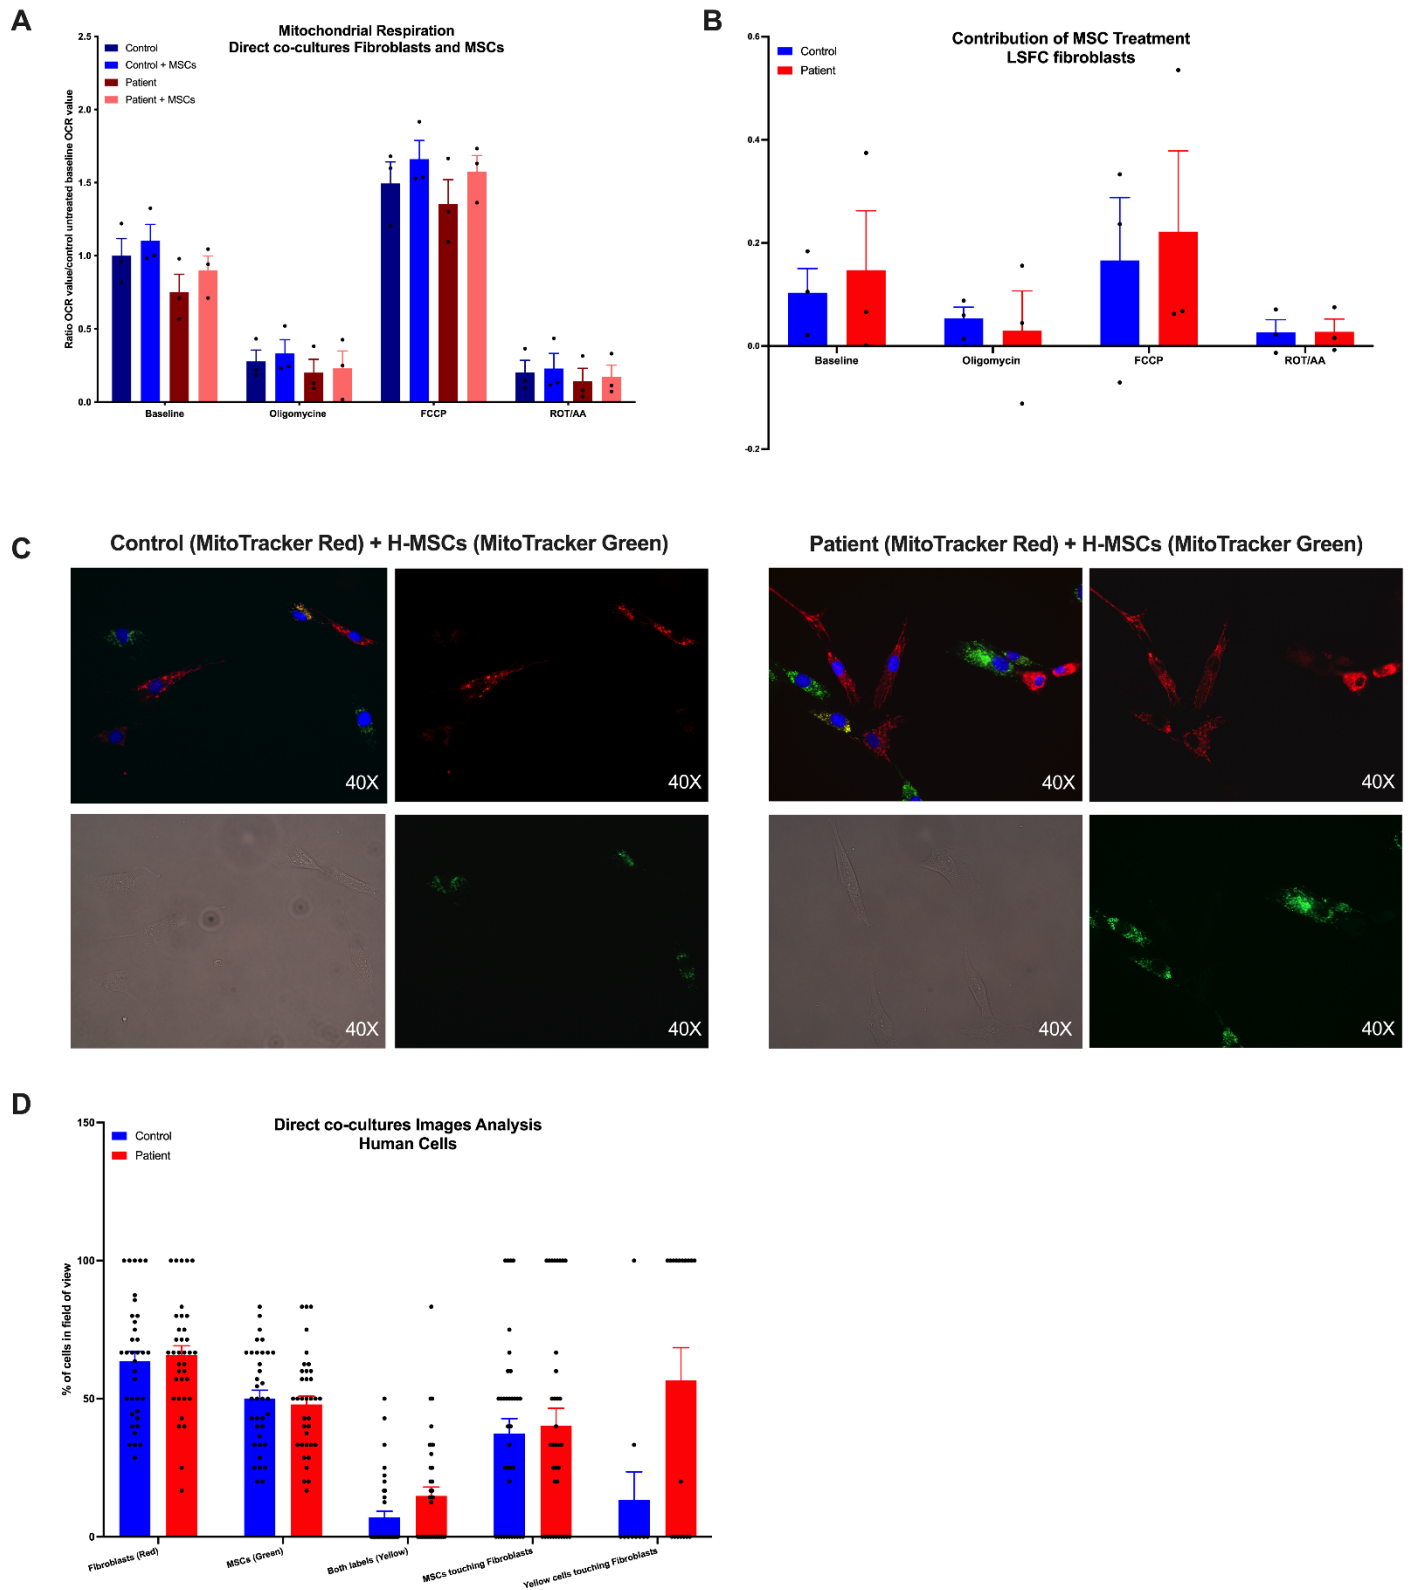 A
Mitochondrial Respiration
Direct co-cultures Fibroblasts and MSCs
Control
Control + MSCs
Patient
Patient + MSCs
Ratio OCR value/control untreated baseline OCR value
2.5
2.0
1.5
1.0
0.5
0.0
Baseline
Oligomycine
FCCP
ROT/AA
B
Contribution of MSC Treatment
LSFC fibroblasts
Control
Patient
0.6
0.4
0.2
0.0
-0.2
Baseline
Oligomycin
FCCP
ROT/AA
C
Control (MitoTracker Red) + H-MSCs (MitoTracker Green)
40X
40X
40X
40X
Patient (MitoTracker Red) + H-MSCs (MitoTracker Green)
40X
40X
40X
40X
D
Direct co-cultures Images Analysis
Human Cells
Control
Patient
% of cells in field of view
150
100
50
0
Fibroblasts (Red)
MSCs (Green)
Both labels (Yellow)
MSCs touching Fibroblasts
Yellow cells touching Fibroblasts